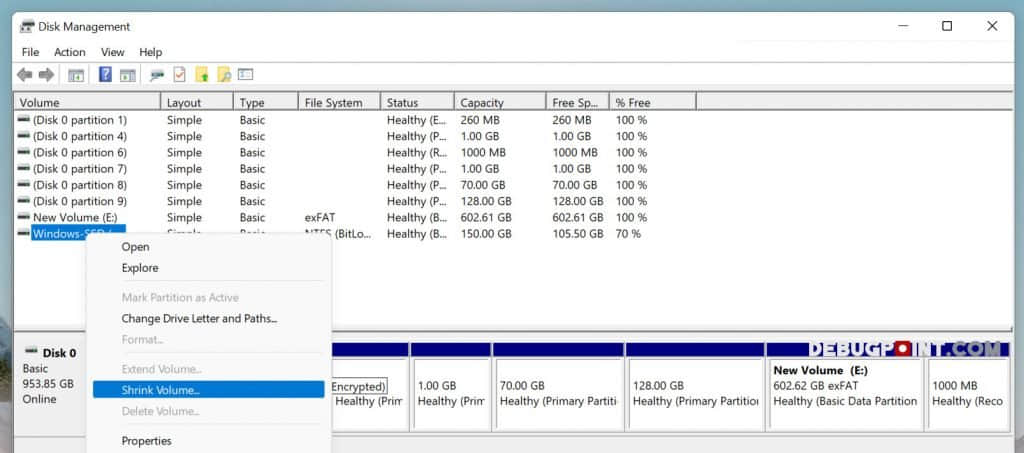 Disk Management
File Action View Help
Volume Layout Type File System Status Capacity Free Sp... % Free
(Disk 0 partition 1) Simple Basic Healthy (E... 260 MB 260 MB 100 %
(Disk 0 partition 4) Simple Basic Healthy (P... 1.00 GB 1.00 GB 100 %
(Disk 0 partition 6) Simple Basic Healthy (R... 1000 MB 1000 MB 100 %
(Disk 0 partition 7) Simple Basic Healthy (P... 1.00 GB 1.00 GB 100 %
(Disk 0 partition 8) Simple Basic Healthy (P... 70.00 GB 70.00 GB 100 %
(Disk 0 partition 9) Simple Basic Healthy (P... 128.00 GB 128.00 GB 100 %
New Volume (E:) Simple Basic exFAT Healthy (B... 602.61 GB 602.61 GB 100 %
Windows-SSD ( Simple Basic NTFS (BitLo... Healthy (B... 150.00 GB 105.50 GB 70 %
Open
Explore
Mark Partition as Active
Change Drive Letter and Paths...
Format...
Extend Volume...
Shrink Volume...
Delete Volume...
Properties
DEBUGPOINT.COM
Disk 0
Basic
953.85 GB
Online
Encrypted)
Healthy (Prim
1.00 GB
Healthy (Prim
70.00 GB
Healthy (Primary Partiti
128.00 GB
Healthy (Primary Partition
New Volume (E:)
602.62 GB exFAT
Healthy (Basic Data Partition
1000 MB
Healthy (Reco